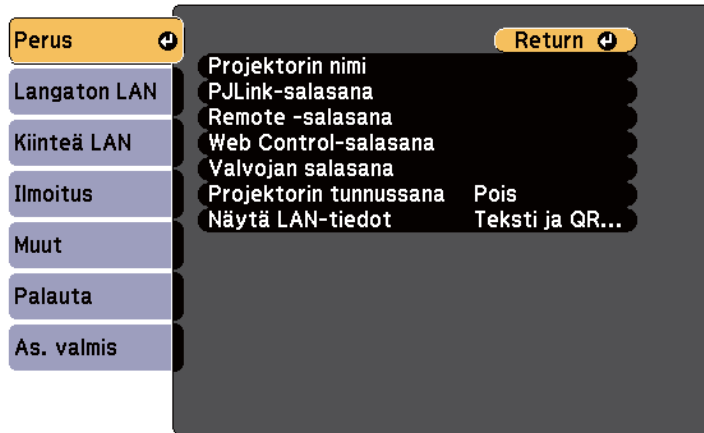 Perus
Langaton LAN
Kiinteä LAN
Ilmoitus
Muut
Palauta
As. valmis
Return
Projektorin nimi
PJLink-salasana
Remote -salasana
Web Control-salasana
Valvojan salasana
Projektorin tunnussana Pois
Näytä LAN-tiedot Teksti ja QR...